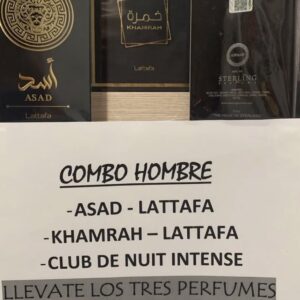 أسد
ASAD
Lattafa
خمرة
KHAMRAH
Lattafa
ARMAF
STERLING
COMBO HOMBRE
-ASAD - LATTAFA
-KHAMRAH – LATTAFA
-CLUB DE NUIT INTENSE
LLEVATE LOS TRES PERFUMES